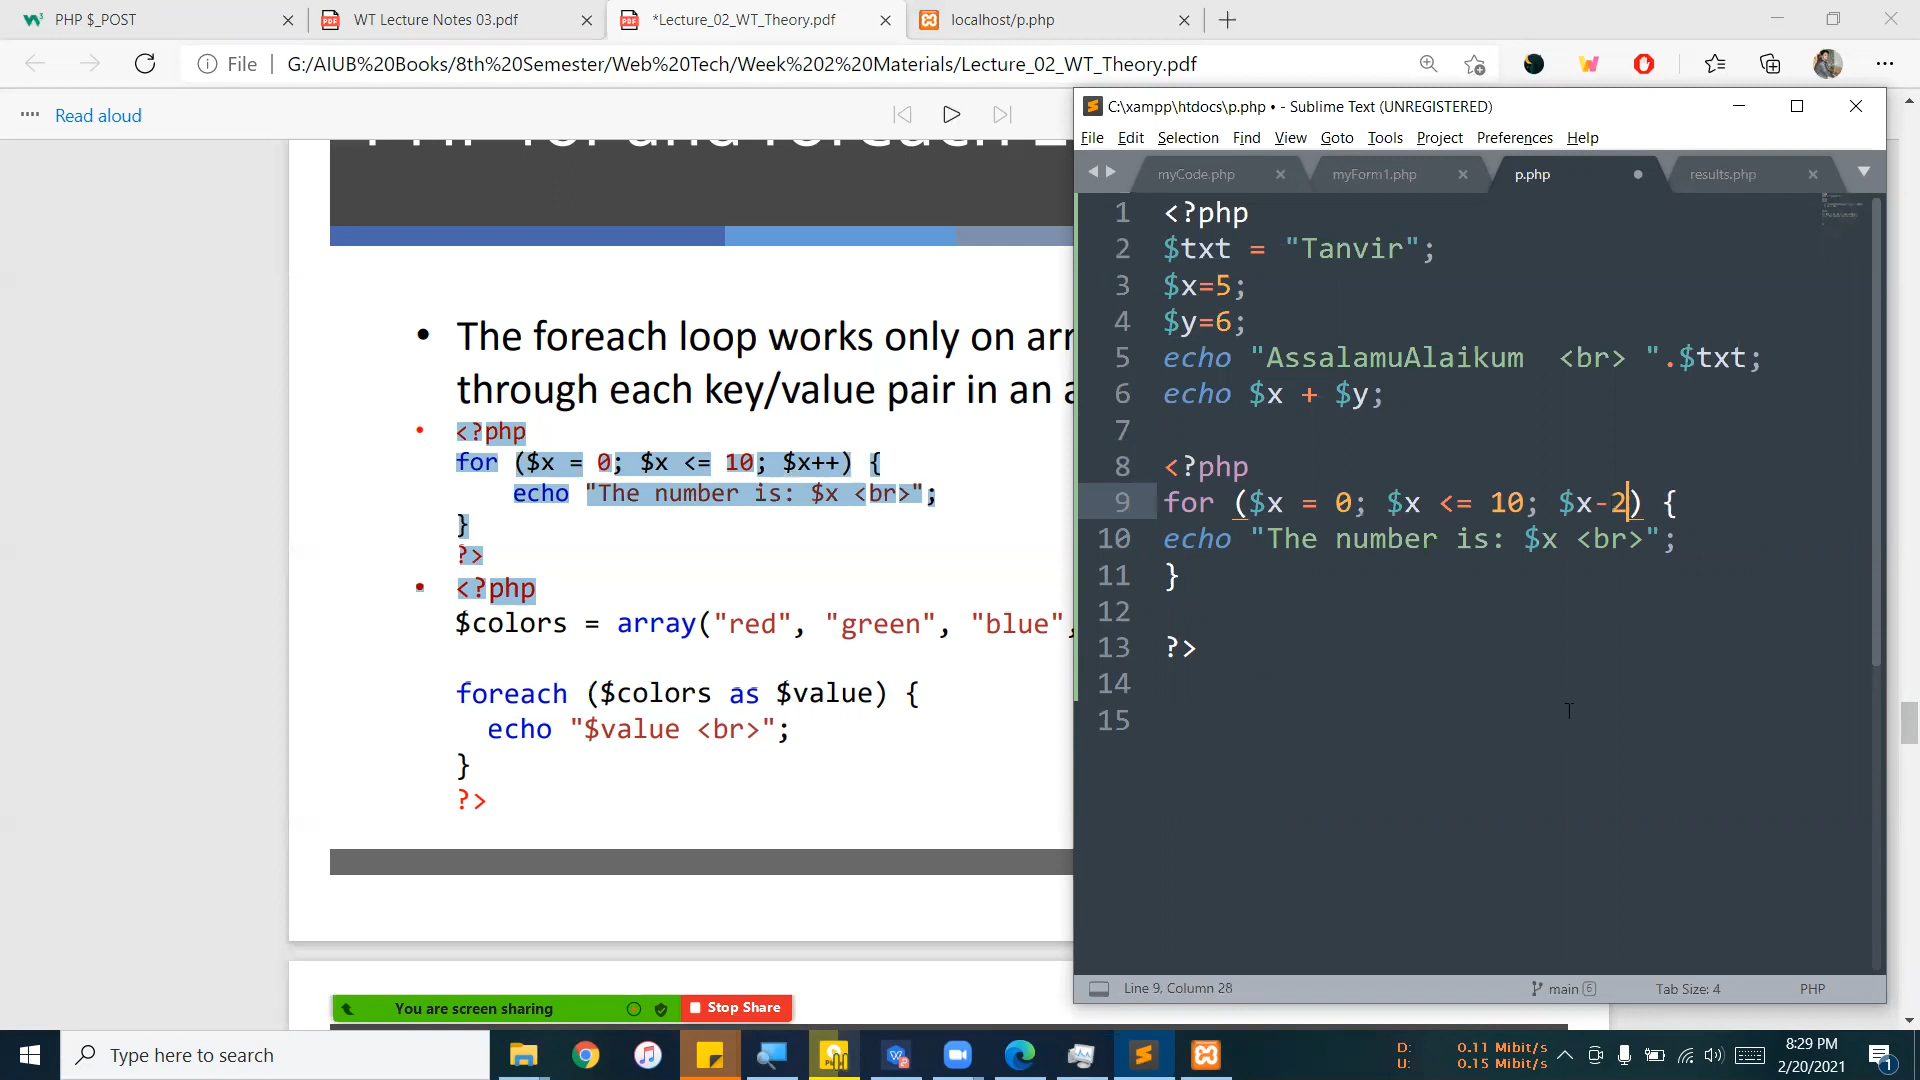 PHP $_POST
WT Lecture Notes 03.pdf
*Lecture_02_WT_Theory.pdf
localhost/p.php
File
G:/AIUB%20Books/8th%20Semester/Web%20Tech/Week%202%20Materials/Lecture_02_WT_Theory.pdf
Read aloud
The foreach loop works only on arr
through each key/value pair in an a
<?php
for ($x = 0; $x <= 10; $x++) {
echo "The number is: $x <br>";
}
?>
<?php
$colors = array("red", "green", "blue",
foreach ($colors as $value) {
echo "$value <br>";
}
?>
You are screen sharing
Stop Share
C:\xampp\htdocs\p.php • - Sublime Text (UNREGISTERED)
File Edit Selection Find View Goto Tools Project Preferences Help
myCode.php
myForm1.php
p.php
results.php
1 <?php
2 $txt = "Tanvir";
3 $x=5;
4 $y=6;
5 echo "AssalamuAlaikum  <br> ".$txt;
6 echo $x + $y;
7
8 <?php
9 for ($x = 0; $x <= 10; $x-2) {
10 echo "The number is: $x <br>";
11 }
12
13 ?>
14
15
Line 9, Column 28
main 6
Tab Size: 4
PHP
Type here to search
D: 0.11 Mibit/s
U: 0.15 Mibit/s
8:29 PM
2/20/2021
1